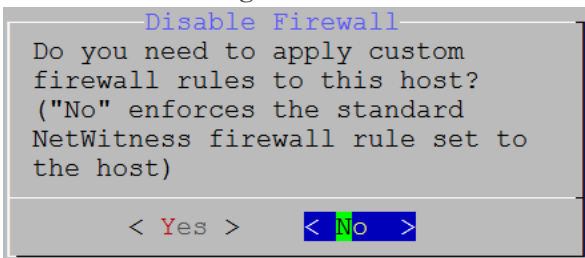 Disable Firewall
Do you need to apply custom
firewall rules to this host?
("No" enforces the standard
NetWitness firewall rule set to
the host)
< Yes > < No >